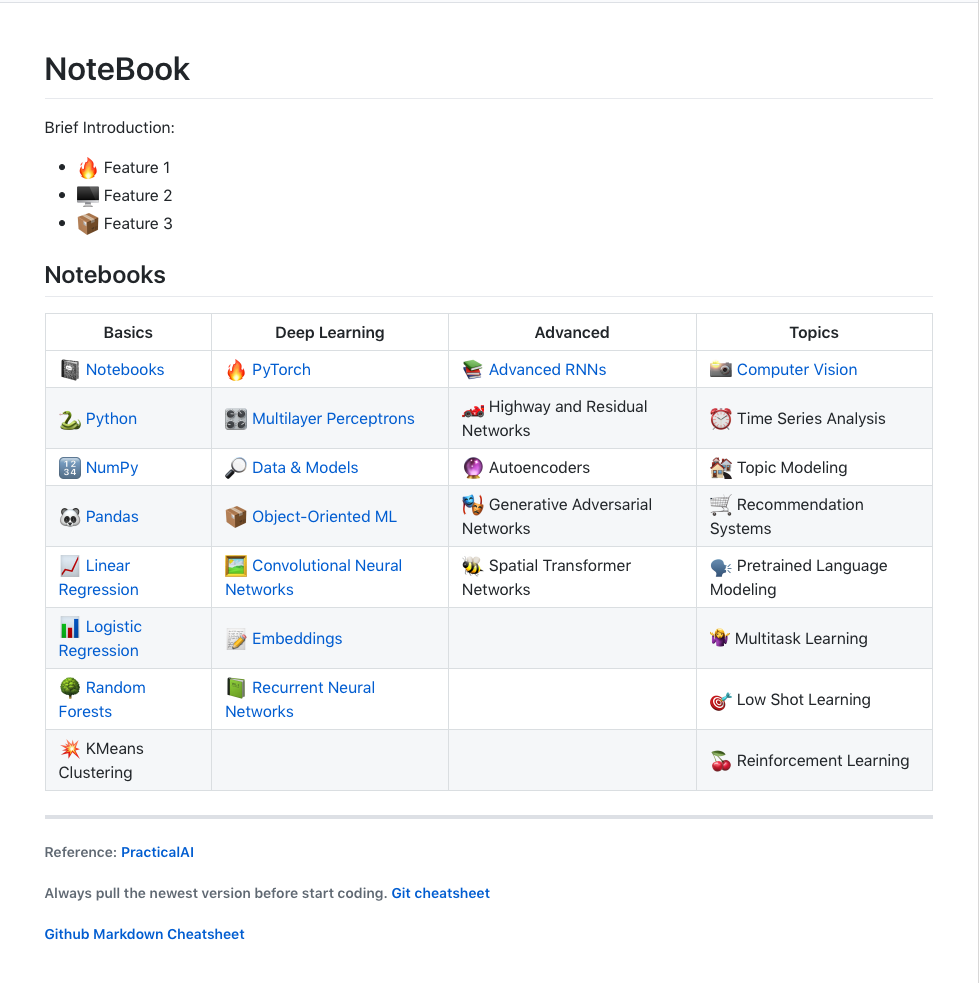 NoteBook
Brief Introduction:
🔥 Feature 1
🖥️ Feature 2
📦 Feature 3
Notebooks
Basics Deep Learning Advanced Topics
📓 Notebooks 🔥 PyTorch 📚 Advanced RNNs 📸 Computer Vision
🐍 Python 🎛️ Multilayer Perceptrons 🏎️ Highway and Residual
Networks ⏰ Time Series Analysis
🔢 NumPy 🔎 Data & Models 🔮 Autoencoders 🏘️ Topic Modeling
🐼 Pandas 📦 Object-Oriented ML 🎭 Generative Adversarial
Networks 🛒 Recommendation
Systems
📈 Linear
Regression 🖼️ Convolutional Neural
Networks 🐝 Spatial Transformer
Networks 🗣️ Pretrained Language
Modeling
📊 Logistic
Regression 📝 Embeddings 🤷‍♀️ Multitask Learning
🌳 Random
Forests 📗 Recurrent Neural
Networks 🎯 Low Shot Learning
💥 KMeans
Clustering 🍒 Reinforcement Learning
Reference: PracticalAI
Always pull the newest version before start coding. Git cheatsheet
Github Markdown Cheatsheet